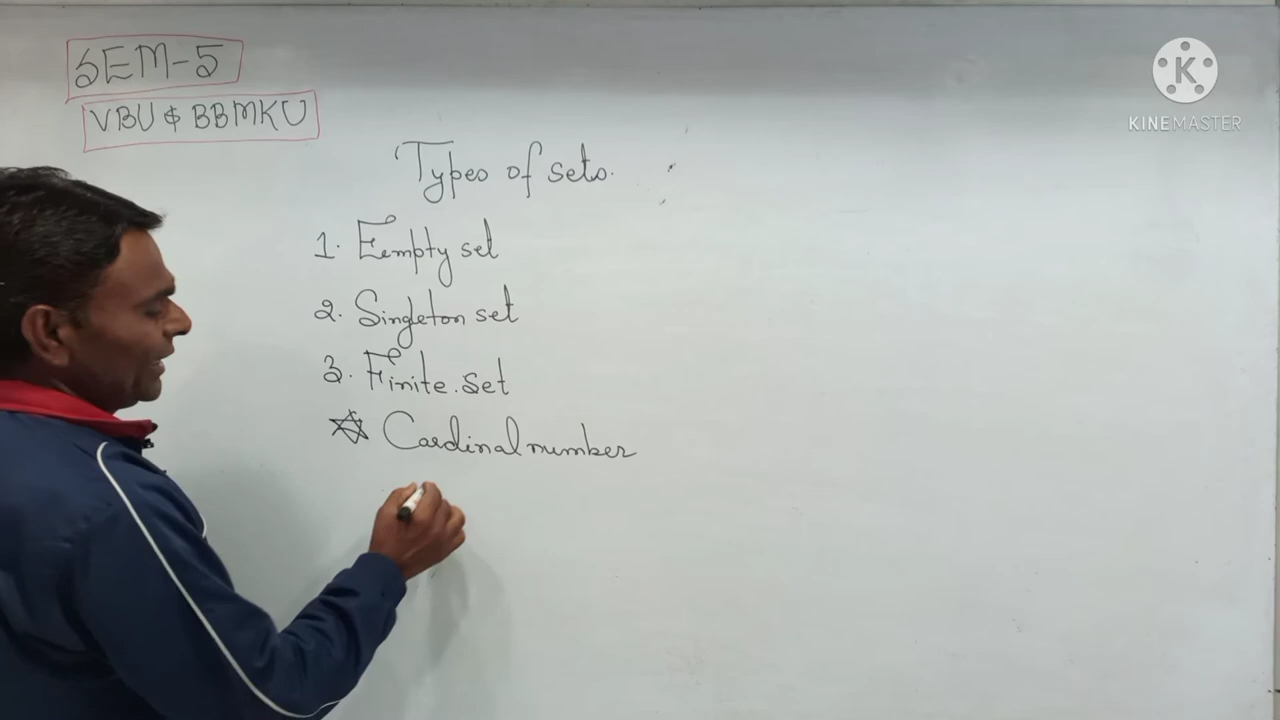 SEM-5
VBU & BBMKU
KINEMASTER
Types of sets.
1. Eempty set
2. Singleton set
3. Finite set
Cardinal number